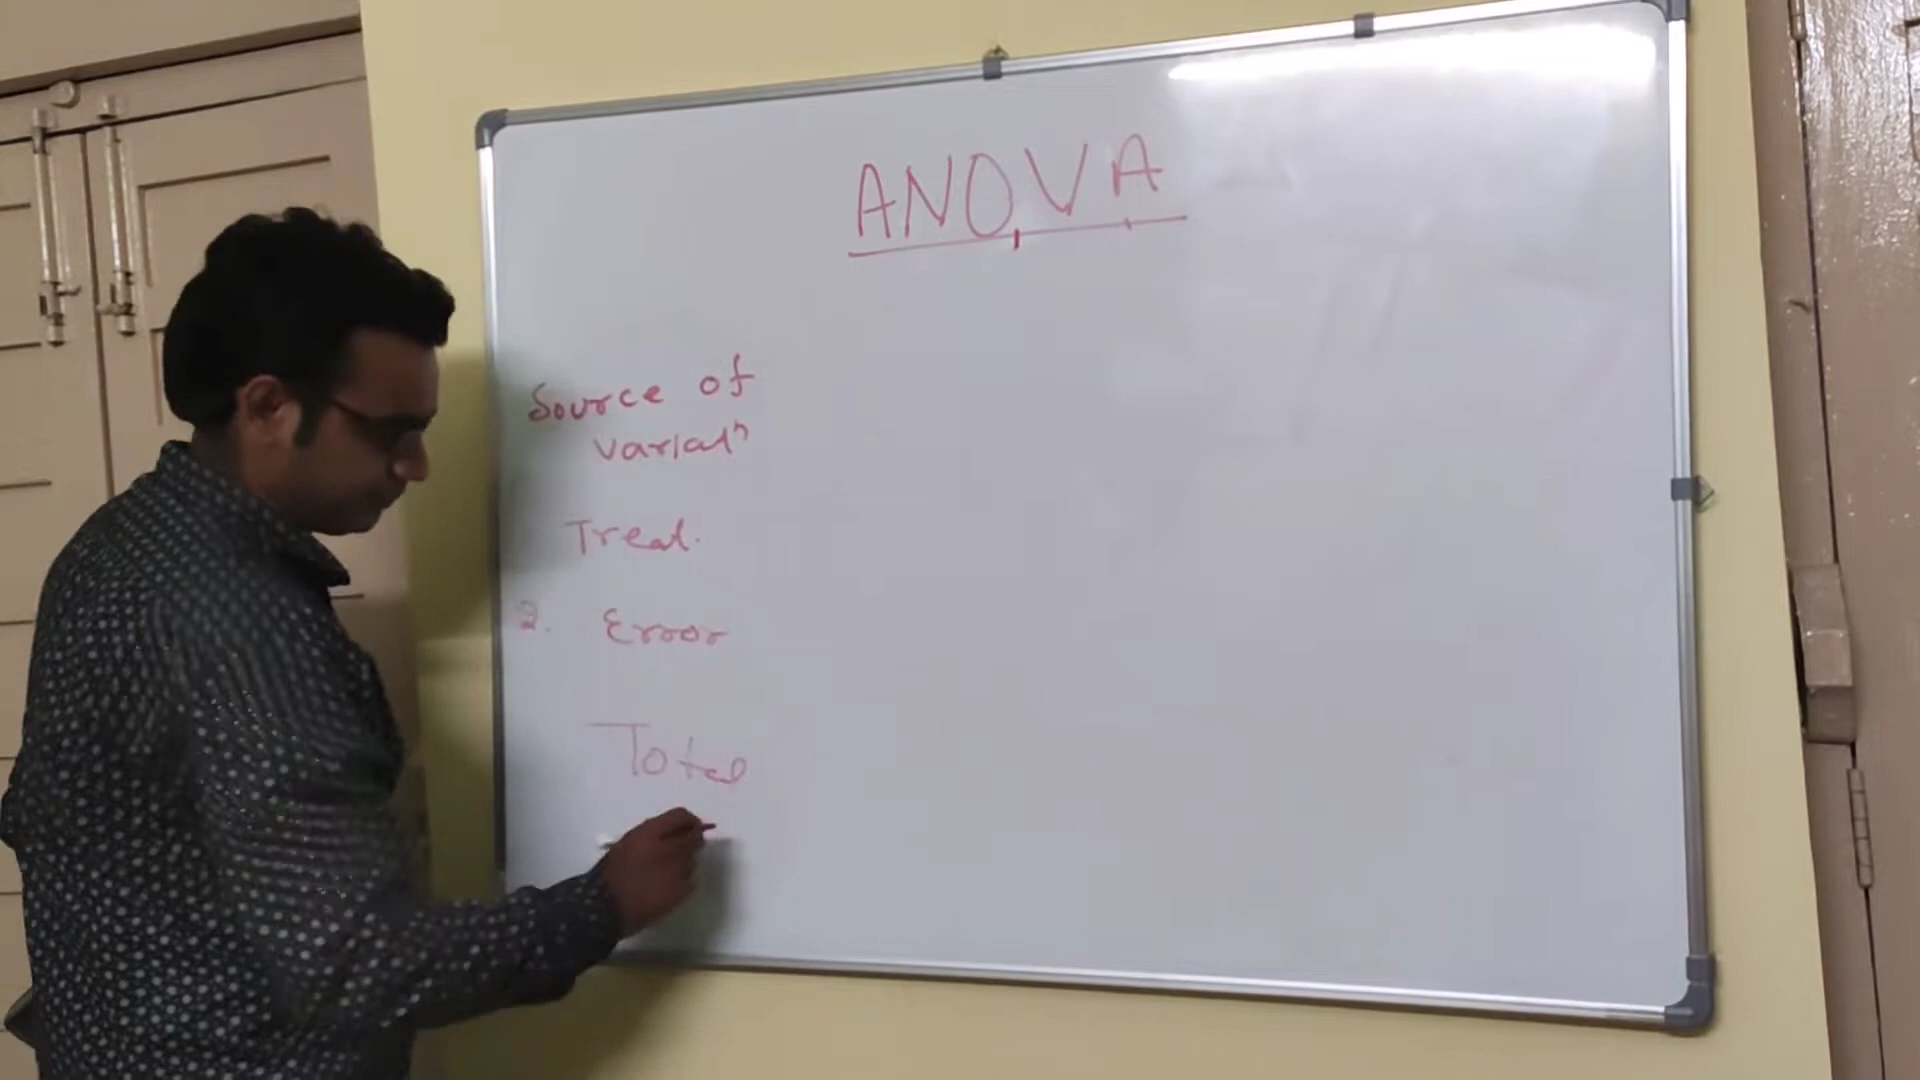 ANOVA
Source of
Variatn
Treat.
2. Error
Total